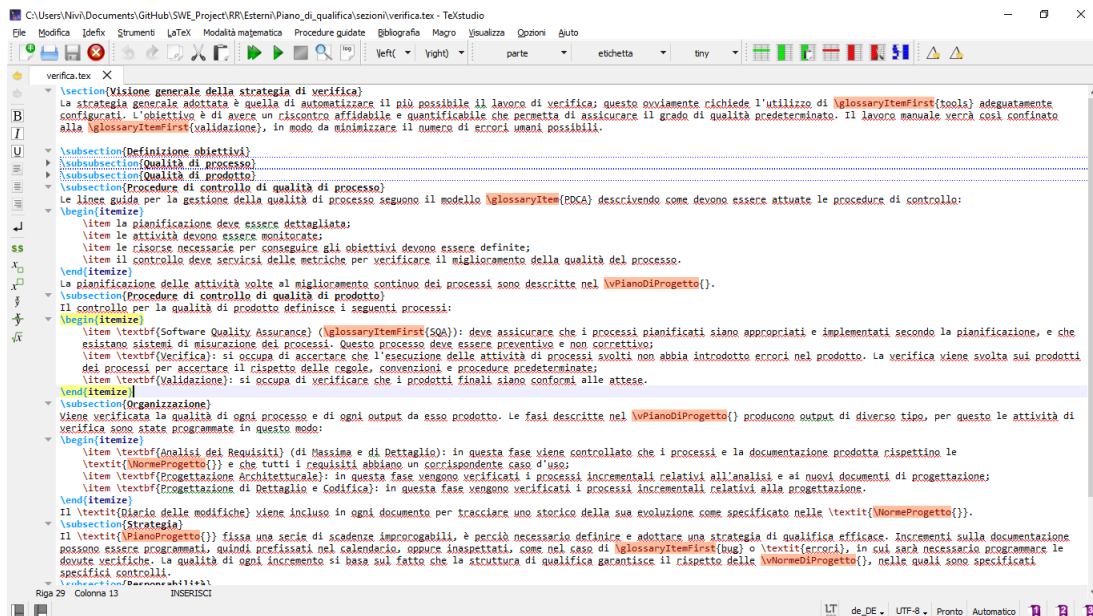 C:\Users\Nivi\Documents\GitHub\SWE_Project\RR\Esterni\Piano_di_qualifica\sezioni\verifica.tex - TeXstudio
File Modifica Idefix Strumenti LaTeX Modalità matematica Procedure guidate Bibliografia Macro Visualizza Opzioni Aiuto
\left( \right) parte etichetta tiny
verifica.tex
\section{Visione generale della strategia di verifica}
La strategia generale adottata è quella di automatizzare il più possibile il lavoro di verifica; questo ovviamente richiede l'utilizzo di \glossaryItemFirst{tools} adeguatamente
configurati. L'obiettivo è di avere un riscontro affidabile e quantificabile che permetta di assicurare il grado di qualità predeterminato. Il lavoro manuale verrà così confinato
alla \glossaryItemFirst{validazione}, in modo da minimizzare il numero di errori umani possibili.
\subsection{Definizione obiettivi}
\subsubsection{Qualità di processo}
\subsubsection{Qualità di prodotto}
\subsection{Procedure di controllo di qualità di processo}
Le linee guida per la gestione della qualità di processo seguono il modello \glossaryItem{PDCA} descrivendo come devono essere attuate le procedure di controllo:
\begin{itemize}
\item la pianificazione deve essere dettagliata;
\item le attività devono essere monitorate;
\item le risorse necessarie per conseguire gli obiettivi devono essere definite;
\item il controllo deve servirsi delle metriche per verificare il miglioramento della qualità del processo.
\end{itemize}
La pianificazione delle attività volte al miglioramento continuo dei processi sono descritte nel \vPianoDiProgetto{}.
\subsection{Procedure di controllo di qualità di prodotto}
Il controllo per la qualità di prodotto definisce i seguenti processi:
\begin{itemize}
\item \textbf{Software Quality Assurance} (\glossaryItemFirst{SQA}): deve assicurare che i processi pianificati siano appropriati e implementati secondo la pianificazione, e che
esistano sistemi di misurazione dei processi. Questo processo deve essere preventivo e non correttivo;
\item \textbf{Verifica}: si occupa di accertare che l'esecuzione delle attività di processi svolti non abbia introdotto errori nel prodotto. La verifica viene svolta sui prodotti
dei processi per accertare il rispetto delle regole, convenzioni e procedure predeterminate;
\item \textbf{Validazione}: si occupa di verificare che i prodotti finali siano conformi alle attese.
\end{itemize}
\subsection{Organizzazione}
Viene verificata la qualità di ogni processo e di ogni output da esso prodotto. Le fasi descritte nel \vPianoDiProgetto{} producono output di diverso tipo, per questo le attività di
verifica sono state programmate in questo modo:
\begin{itemize}
\item \textbf{Analisi dei Requisiti} (di Massima e di Dettaglio): in questa fase viene controllato che i processi e la documentazione prodotta rispettino le
\textit{\NormeProgetto{}} e che tutti i requisiti abbiano un corrispondente caso d'uso;
\item \textbf{Progettazione Architetturale}: in questa fase vengono verificati i processi incrementali relativi all'analisi e ai nuovi documenti di progettazione;
\item \textbf{Progettazione di Dettaglio e Codifica}: in questa fase vengono verificati i processi incrementali relativi alla progettazione.
\end{itemize}
Il \textit{Diario delle modifiche} viene incluso in ogni documento per tracciare uno storico della sua evoluzione come specificato nelle \textit{\NormeProgetto{}}.
\subsection{Strategia}
Il \textit{\PianoProgetto{}} fissa una serie di scadenze improrogabili, è perciò necessario definire e adottare una strategia di qualifica efficace. Incrementi sulla documentazione
possono essere programmati, quindi prefissati nel calendario, oppure inaspettati, come nel caso di \glossaryItemFirst{bug} o \textit{errori}, in cui sarà necessario programmare le
dovute verifiche. La qualità di ogni incremento si basa sul fatto che la struttura di qualifica garantisce il rispetto delle \vNormeDiProgetto{}, nelle quali sono specificati
specifici controlli.
\subsection{Responsabilità}
Riga 29 Colonna 13 INSERISCI
LT de_DE UTF-8 Pronto Automatico